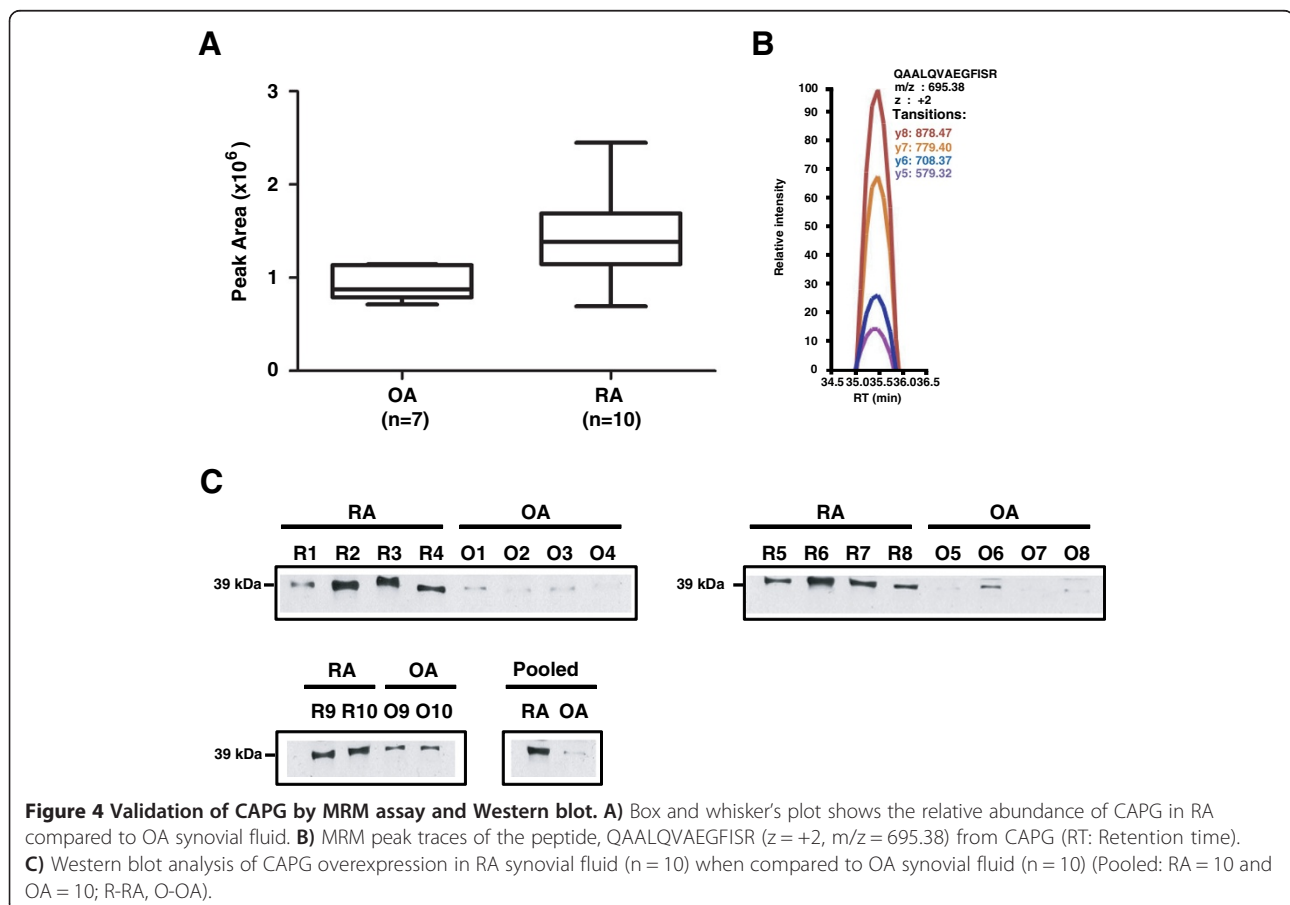 A
Peak Area (x10⁶)
3
2
1
0
OA
(n=7)
RA
(n=10)
B
QAALQVAEGFISR
m/z : 695.38
z : +2
Tansitions:
y8: 878.47
y7: 779.40
y6: 708.37
y5: 579.32
Relative intensity
100
90
80
70
60
50
40
30
20
10
0
34.5 35.0 35.5 36.0 36.5
RT (min)
C
RA OA
R1 R2 R3 R4 O1 O2 O3 O4
39 kDa
RA OA
R5 R6 R7 R8 O5 O6 O7 O8
39 kDa
RA OA
R9 R10 O9 O10
39 kDa
Pooled
RA OA
Figure 4 Validation of CAPG by MRM assay and Western blot. A) Box and whisker's plot shows the relative abundance of CAPG in RA
compared to OA synovial fluid. B) MRM peak traces of the peptide, QAALQVAEGFISR (z = +2, m/z = 695.38) from CAPG (RT: Retention time).
C) Western blot analysis of CAPG overexpression in RA synovial fluid (n = 10) when compared to OA synovial fluid (n = 10) (Pooled: RA = 10 and
OA = 10; R-RA, O-OA).